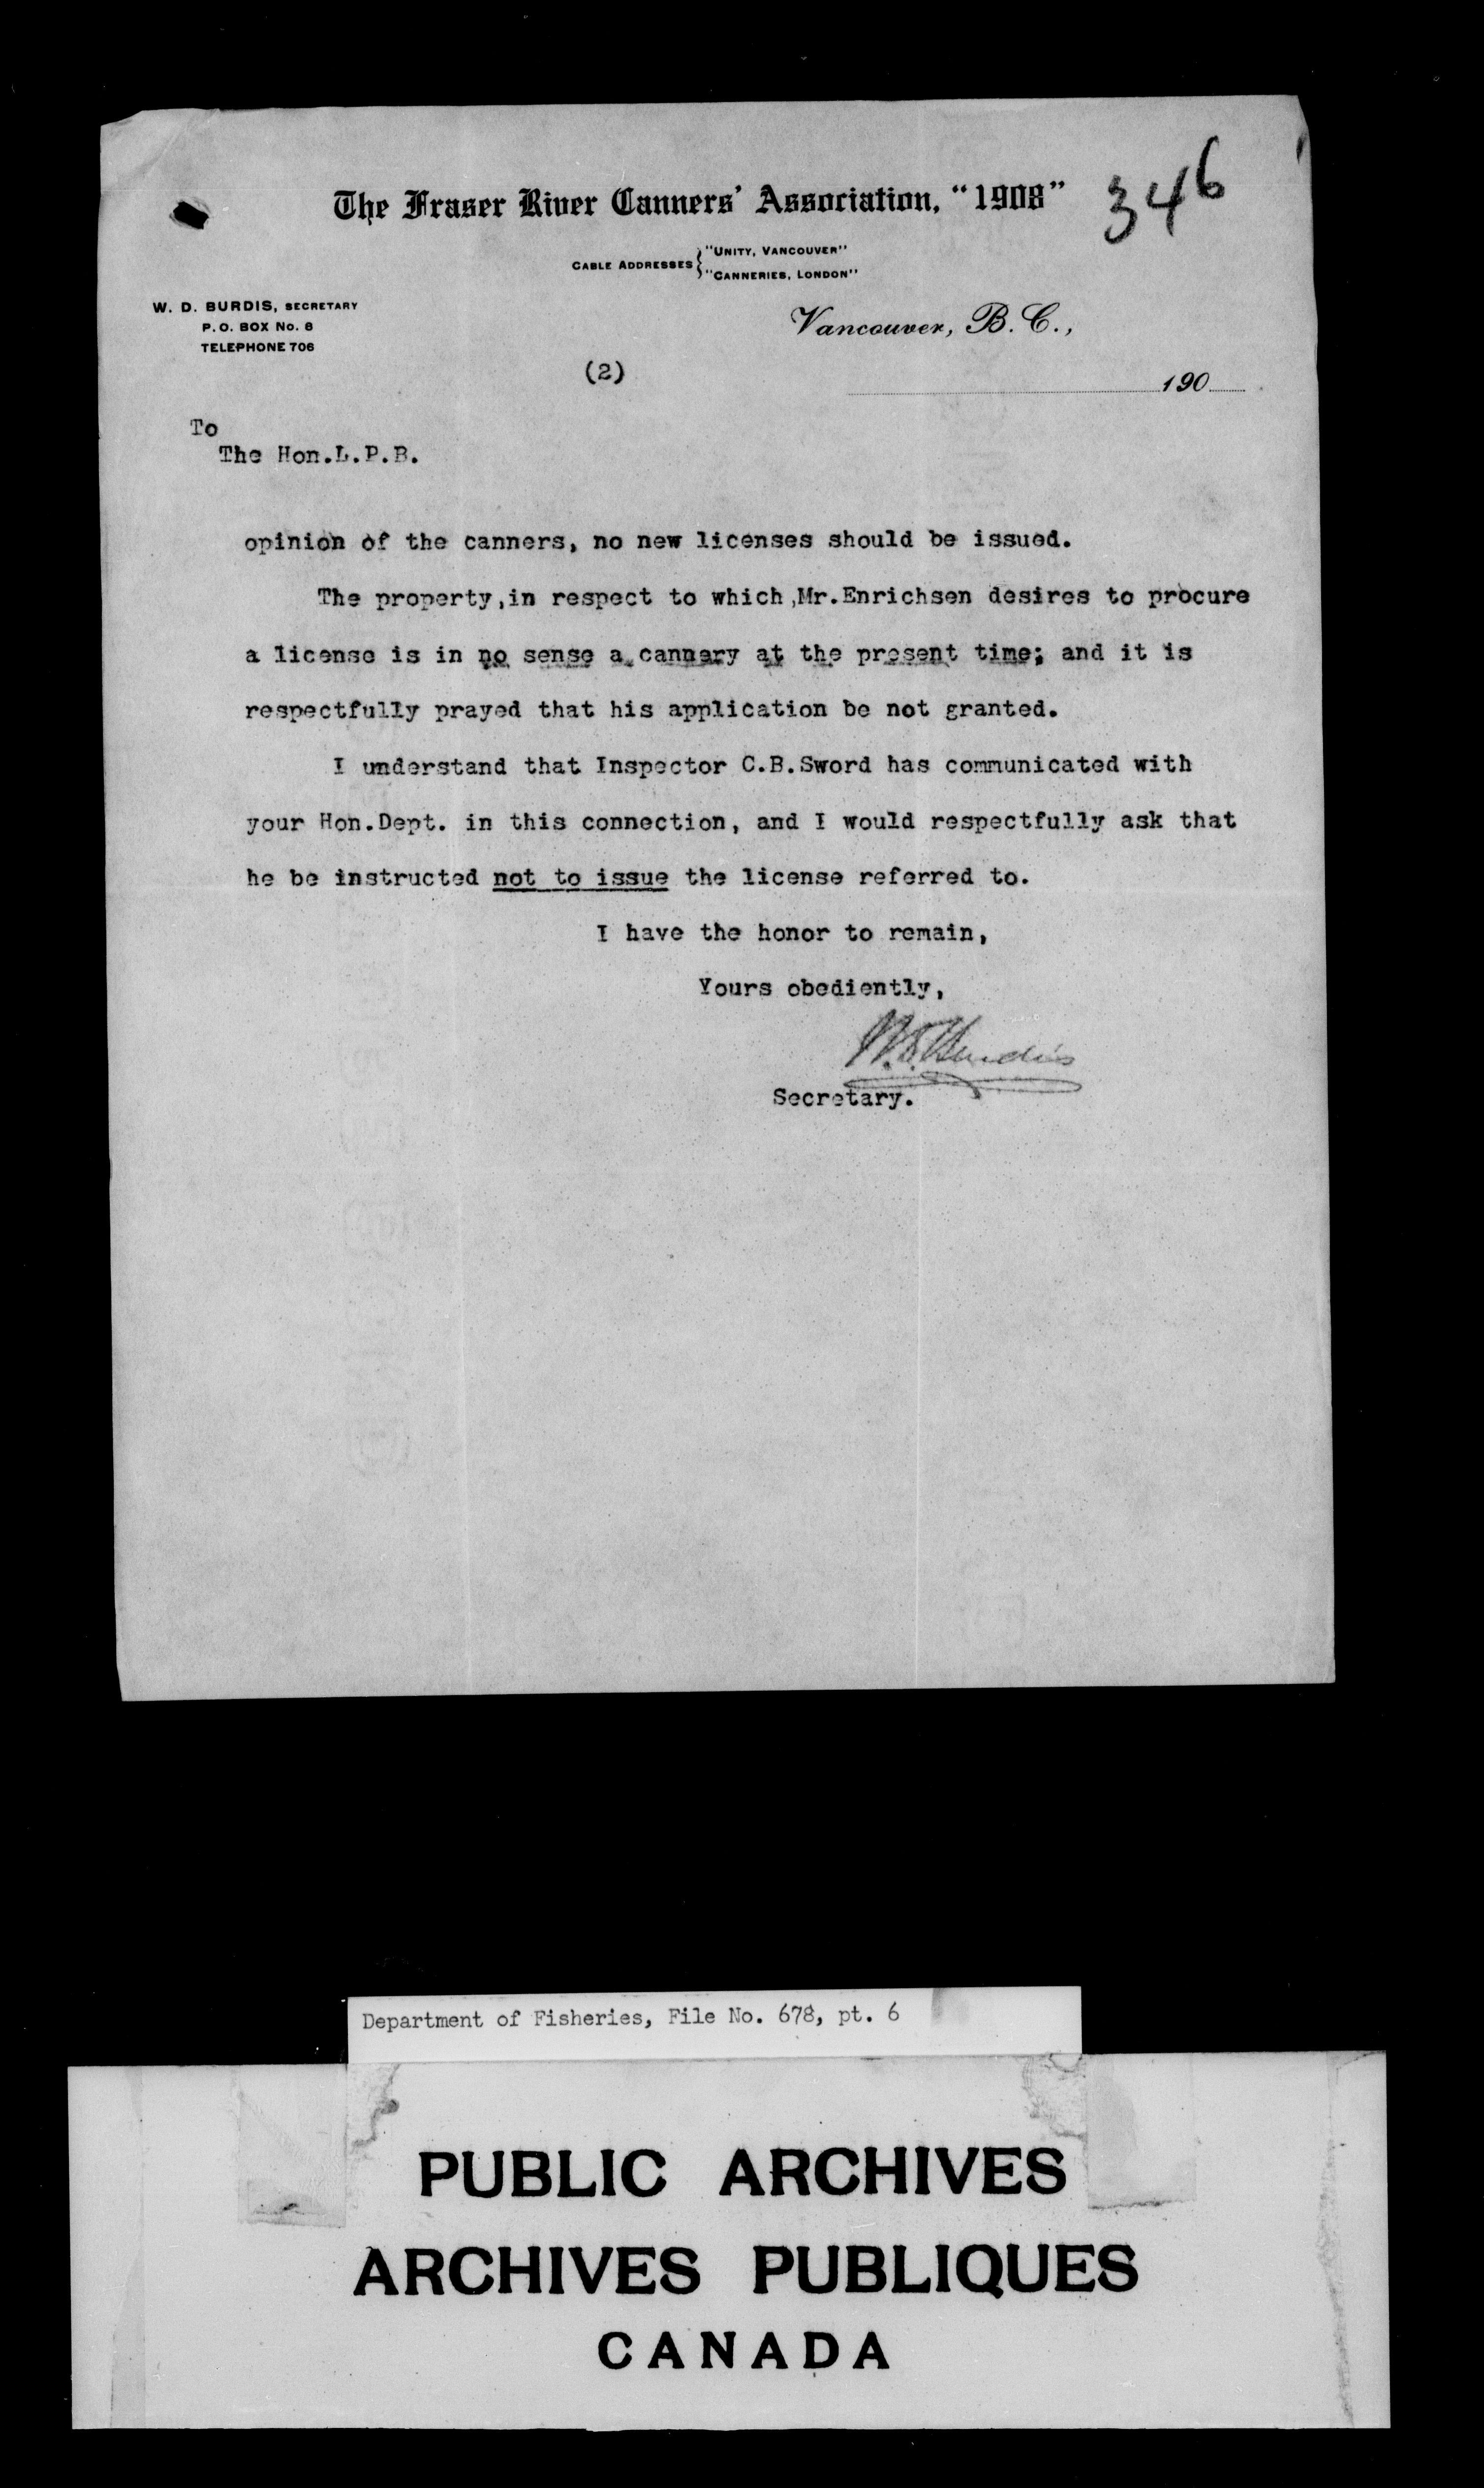 The Fraser River Canners' Association, "1908"
346
CABLE ADDRESSES { "UNITY, VANCOUVER"
"CANNERIES, LONDON"
W. D. BURDIS, SECRETARY
P.O. BOX No. 8
TELEPHONE 706
Vancouver, B.C.,
(2)
190
To
The Hon.L.P.B.
opinion of the canners, no new licenses should be issued.
The property,in respect to which,Mr.Enrichsen desires to procure
a license is in no sense a cannery at the present time; and it is
respectfully prayed that his application be not granted.
I understand that Inspector C.B.Sword has communicated with
your Hon.Dept. in this connection, and I would respectfully ask that
he be instructed not to issue the license referred to.
I have the honor to remain,
Yours obediently,
W.D.Burdis
Secretary.
Department of Fisheries, File No. 678, pt. 6
PUBLIC ARCHIVES
ARCHIVES PUBLIQUES
CANADA